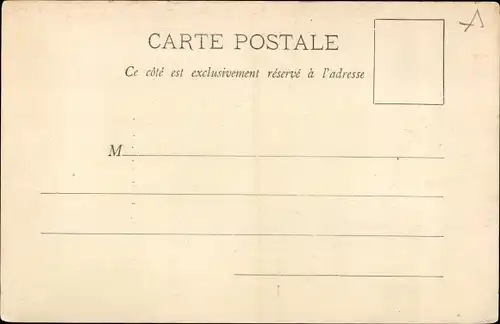 CARTE POSTALE
Ce côté est exclusivement réservé à l'adresse
M